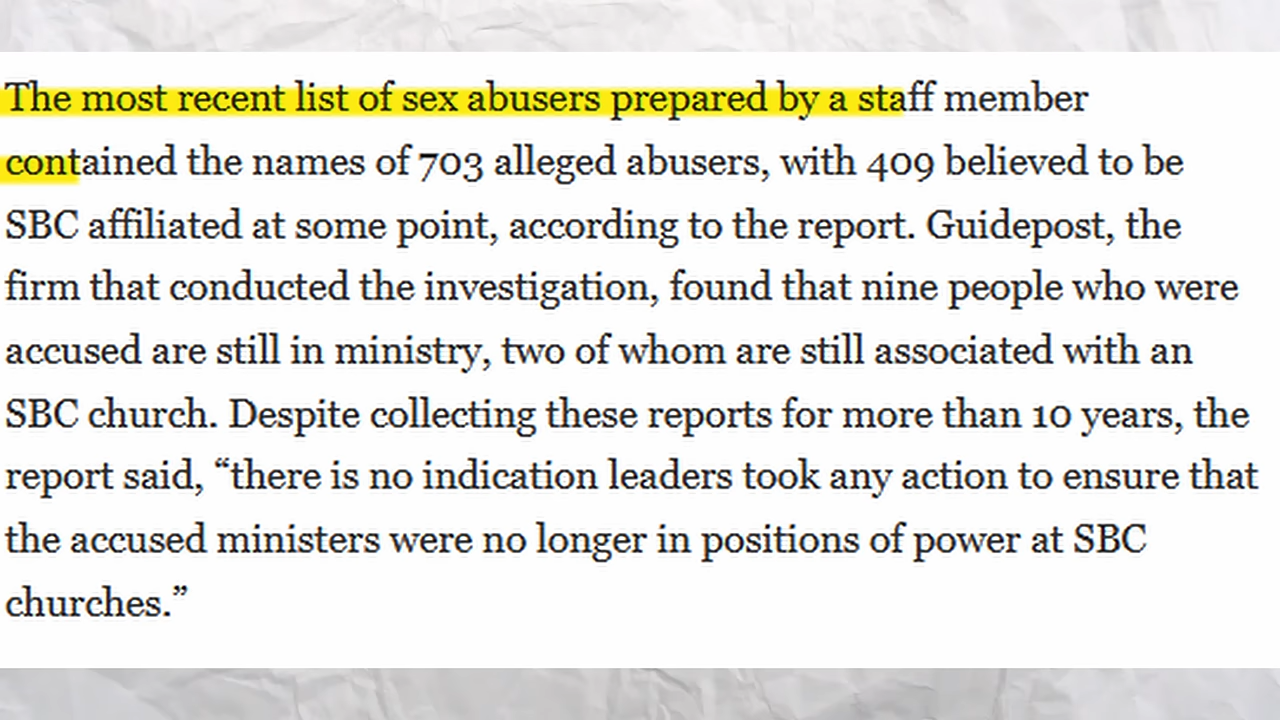 The most recent list of sex abusers prepared by a staff member
contained the names of 703 alleged abusers, with 409 believed to be
SBC affiliated at some point, according to the report. Guidepost, the
firm that conducted the investigation, found that nine people who were
accused are still in ministry, two of whom are still associated with an
SBC church. Despite collecting these reports for more than 10 years, the
report said, “there is no indication leaders took any action to ensure that
the accused ministers were no longer in positions of power at SBC
churches.”